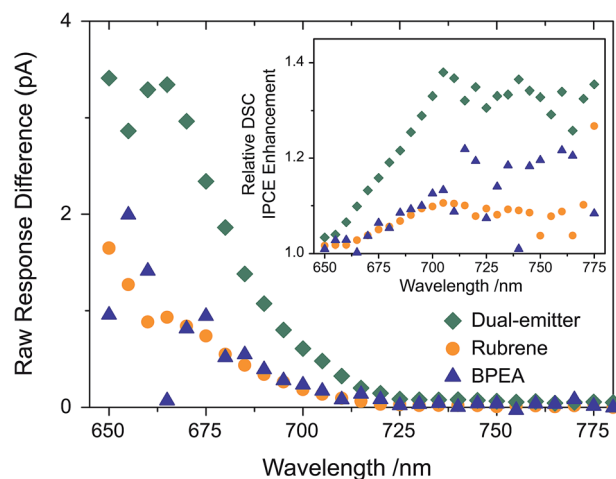 4
2
0
Raw Response Difference (pA)
650
675
700
725
750
775
Wavelength /nm
1.4
1.2
1.0
Relative DSC
IPCE Enhancement
650
675
700
725
750
775
Wavelength /nm
Dual-emitter
Rubrene
BPEA